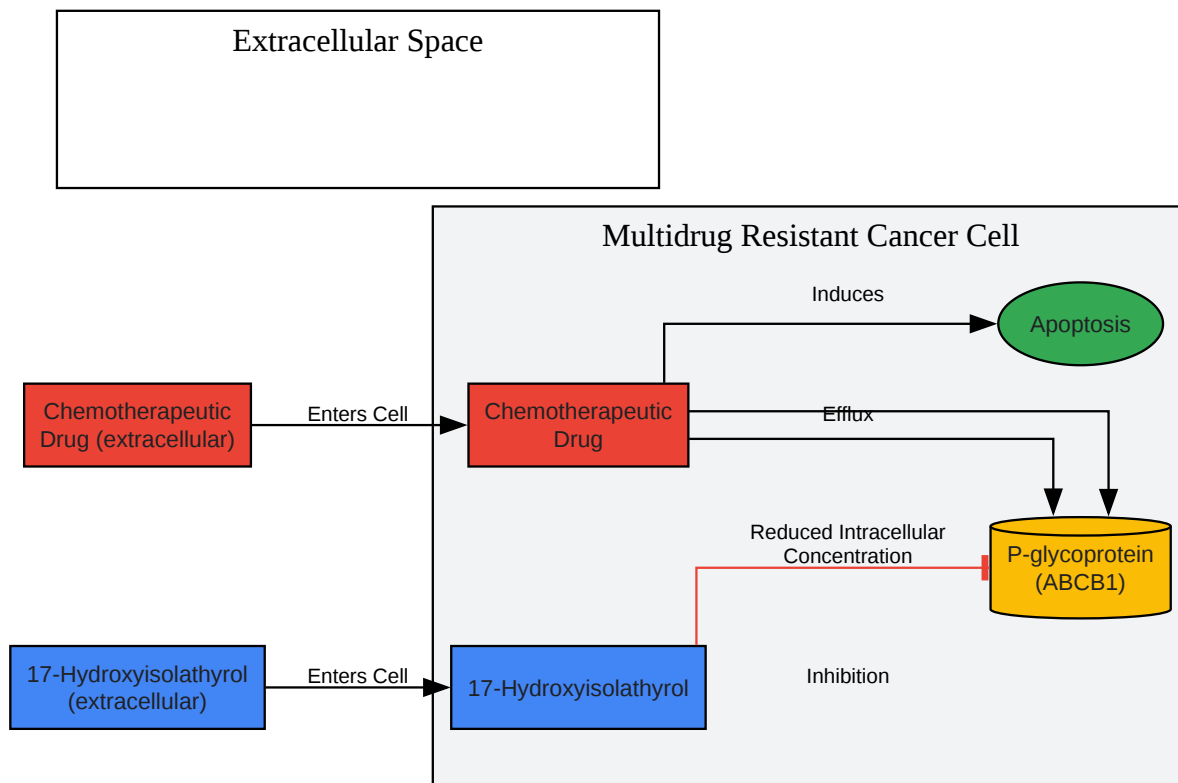 Extracellular Space
Multidrug Resistant Cancer Cell
Induces
Apoptosis
Chemotherapeutic
Drug (extracellular)
Enters Cell
Chemotherapeutic
Drug
Efflux
Reduced Intracellular
Concentration
P-glycoprotein
(ABCB1)
17-Hydroxyisolathyrol
(extracellular)
Enters Cell
17-Hydroxyisolathyrol
Inhibition